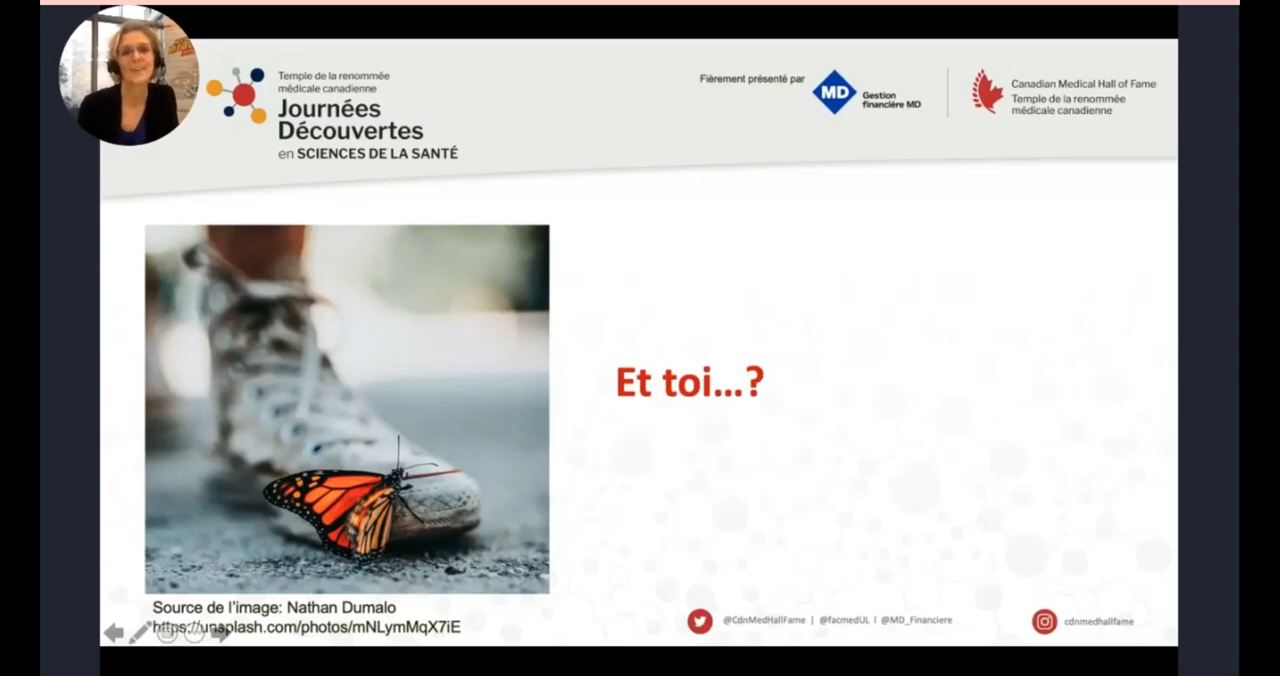 Temple de la renommée
médicale canadienne
Journées
Découvertes
en SCIENCES DE LA SANTÉ
Fièrement présenté par
MD
Gestion
financière MD
Canadian Medical Hall of Fame
Temple de la renommée
médicale canadienne
Et toi...?
Source de l'image: Nathan Dumalo
https://unsplash.com/photos/mNLymMqX7iE
@CdnMedHallFame | @facmedUL I @MD_Financiere
cdnmedhallfame